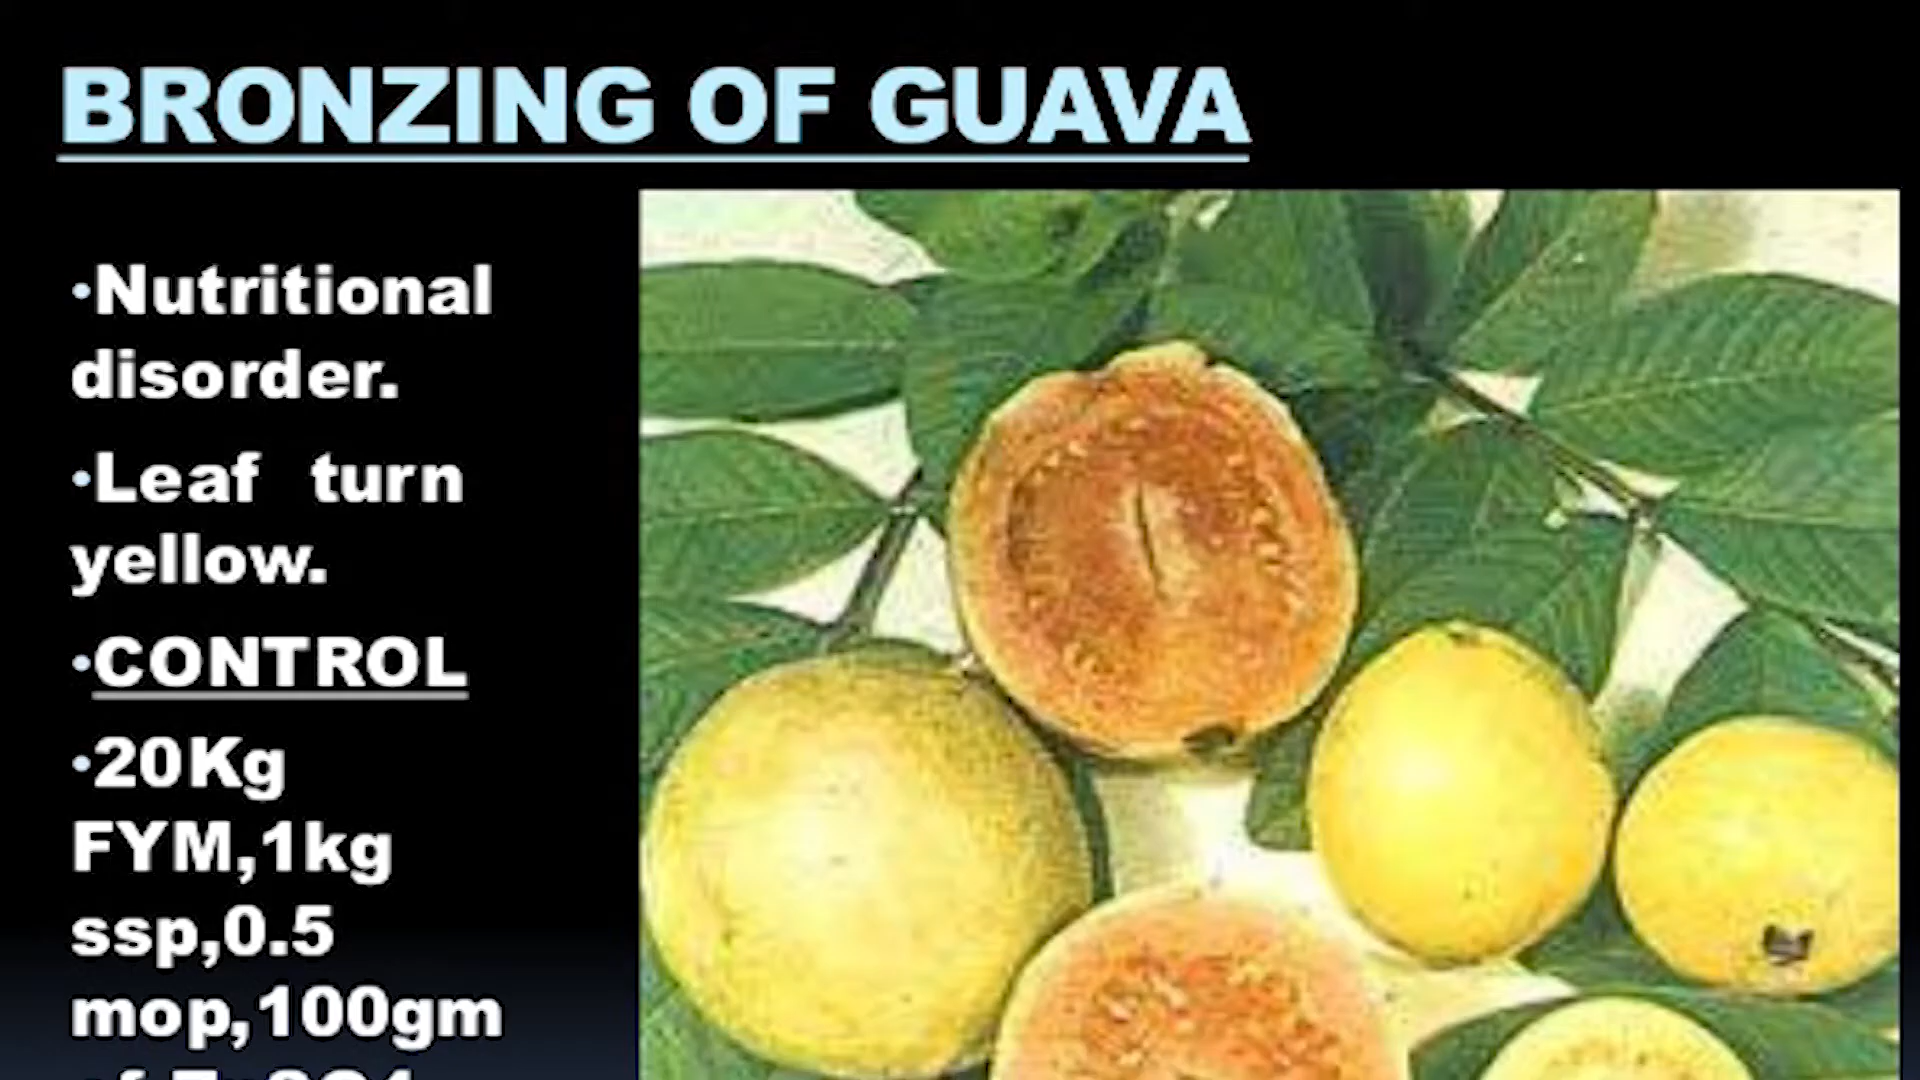 BRONZING OF GUAVA
•Nutritional
disorder.
•Leaf turn
yellow.
•CONTROL
•20Kg
FYM,1kg
ssp,0.5
mop,100gm